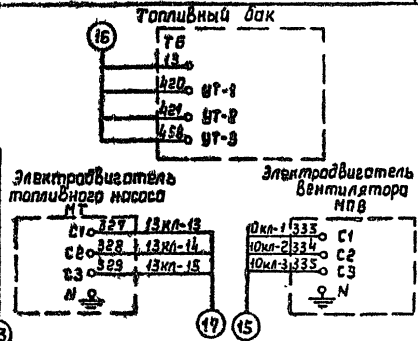 Топливный бак
16
ТБ
13
420 УТ-1
421 УТ-2
458 УТ-3
Электродвигатель
топливного насоса
МТ
С1 327 13КЛ-13
С2 328 13КЛ-14
С3 329 13КЛ-15
N
17
Электродвигатель
вентилятора
МПВ
10КЛ-1 333 С1
10КЛ-2 334 С2
10КЛ-3 335 С3
N
15